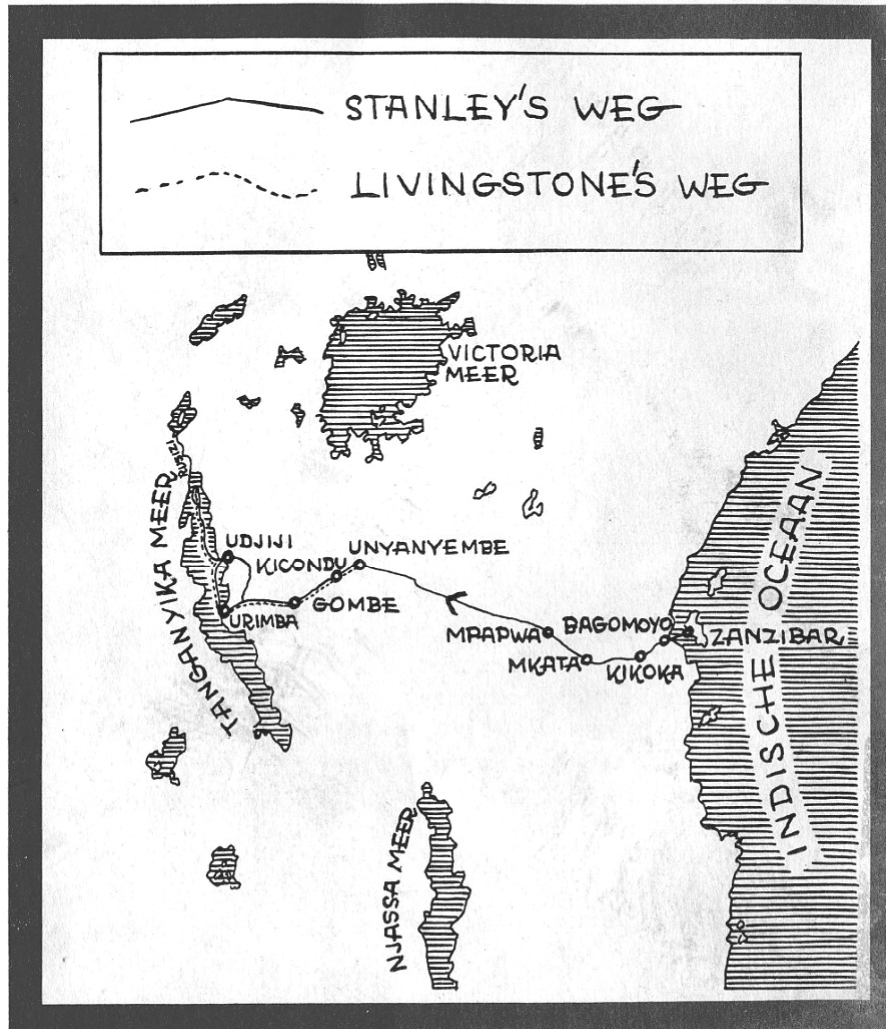 STANLEY'S WEG
LIVINGSTONE'S WEG
VICTORIA
MEER
RUSIZI
TANGANYIKA MEER
UDJIJI
KICONDU
UNYANYEMBE
GOMBE
URIMBA
MPAPWA
BAGOMOYO
ZANZIBAR
MKATA
KIKOKA
INDISCHE OCEAAN
NJASSA MEER